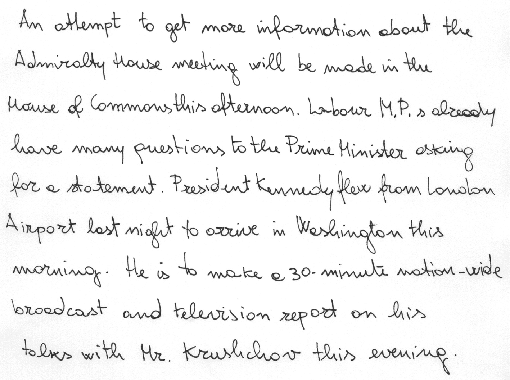 An attempt to get more information about the
Admiralty House meeting will be made in the
House of Commons this afternoon. Labour M.P.s already
have many questions to the Prime Minister asking
for a statement. President Kennedy flew from London
Airport last night to arrive in Washington this
morning. He is to make a 30-minute nation-wide
broadcast and television report on his
talks with Mr. Krushchov this evening.